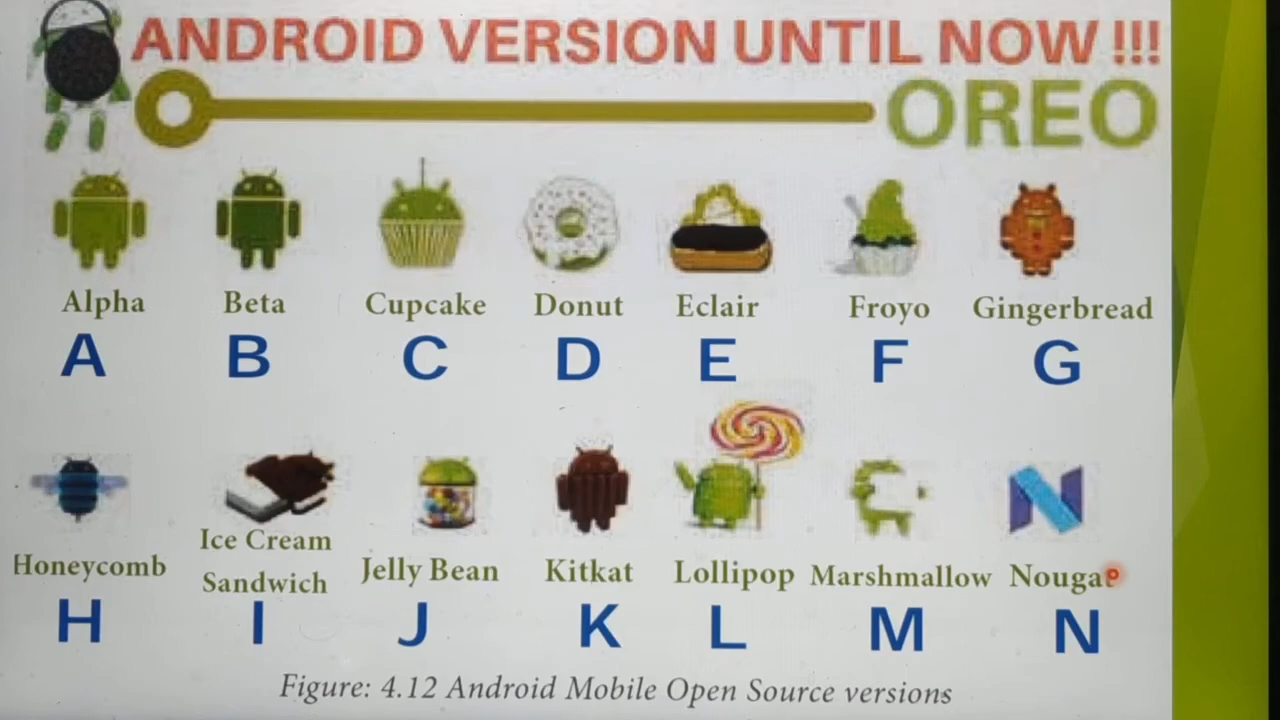 ANDROID VERSION UNTIL NOW !!!
OREO
Alpha Beta Cupcake Donut Eclair Froyo Gingerbread
A B C D E F G
Honeycomb Ice Cream Sandwich Jelly Bean Kitkat Lollipop Marshmallow Nougat
H I J K L M N
Figure: 4.12 Android Mobile Open Source versions